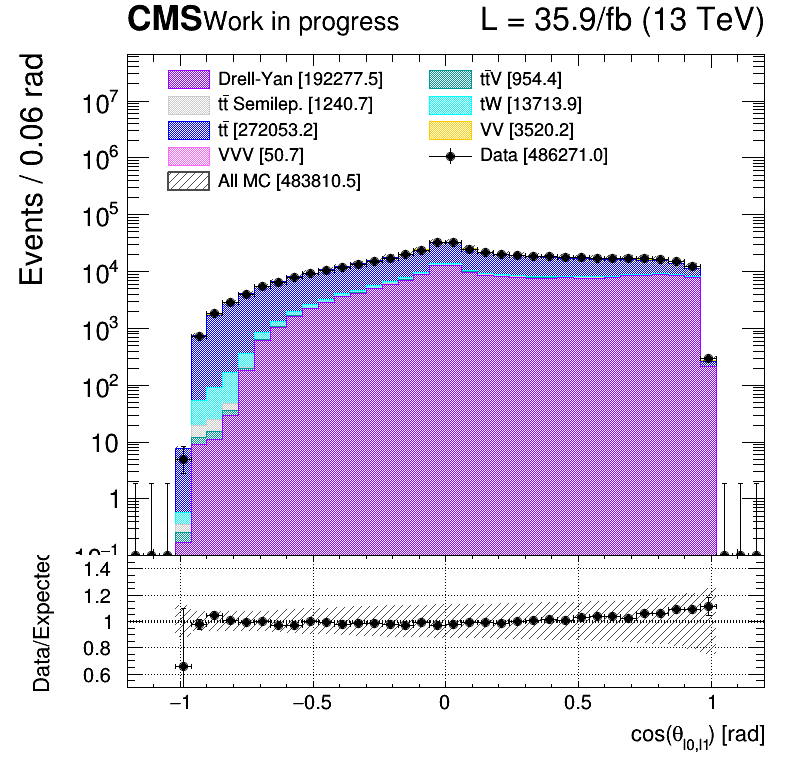 CMS Work in progress L = 35.9/fb (13 TeV)
Events / 0.06 rad
Drell-Yan [192277.5]
tt̄ Semilep. [1240.7]
tt̄ [272053.2]
VVV [50.7]
All MC [483810.5]
tt̄V [954.4]
tW [13713.9]
VV [3520.2]
Data [486271.0]
10⁷
10⁶
10⁵
10⁴
10³
10²
10
1
10⁻¹
Data/Expected
1.4
1.2
1
0.8
0.6
−1 −0.5 0 0.5 1
cos(θ_l0,l1) [rad]